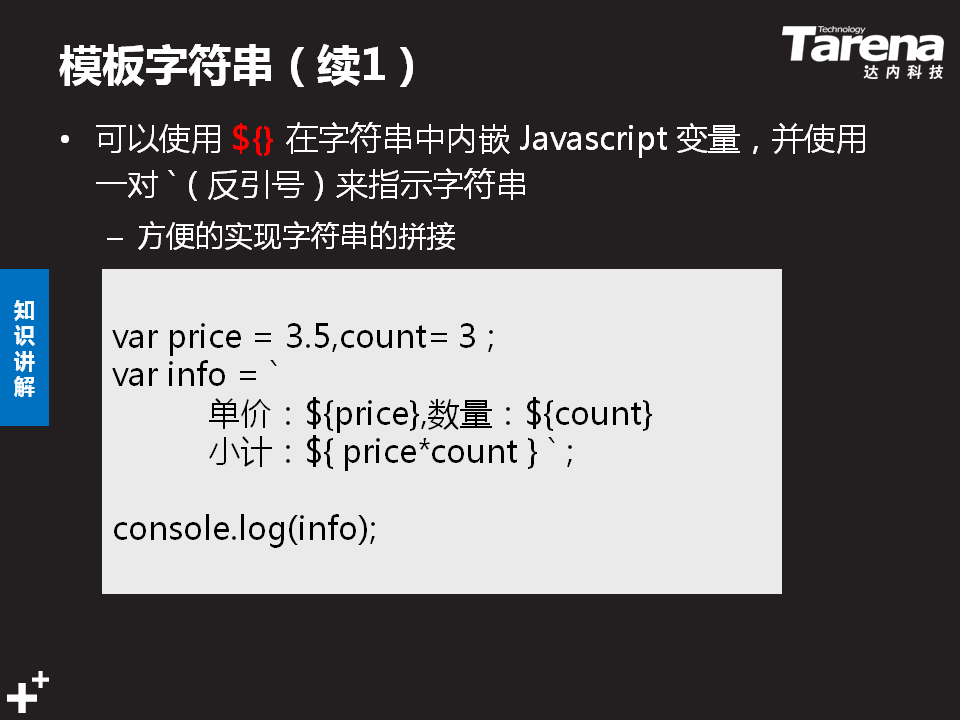 模板字符串（续1）
Technology
Tarena
达内科技
• 可以使用 ${} 在字符串中内嵌 Javascript 变量，并使用
一对 `（反引号）来指示字符串
– 方便的实现字符串的拼接
知
识
讲
解
var price = 3.5,count= 3；
var info = `
单价：${price},数量：${count}
小计：${ price*count } `；
console.log(info);